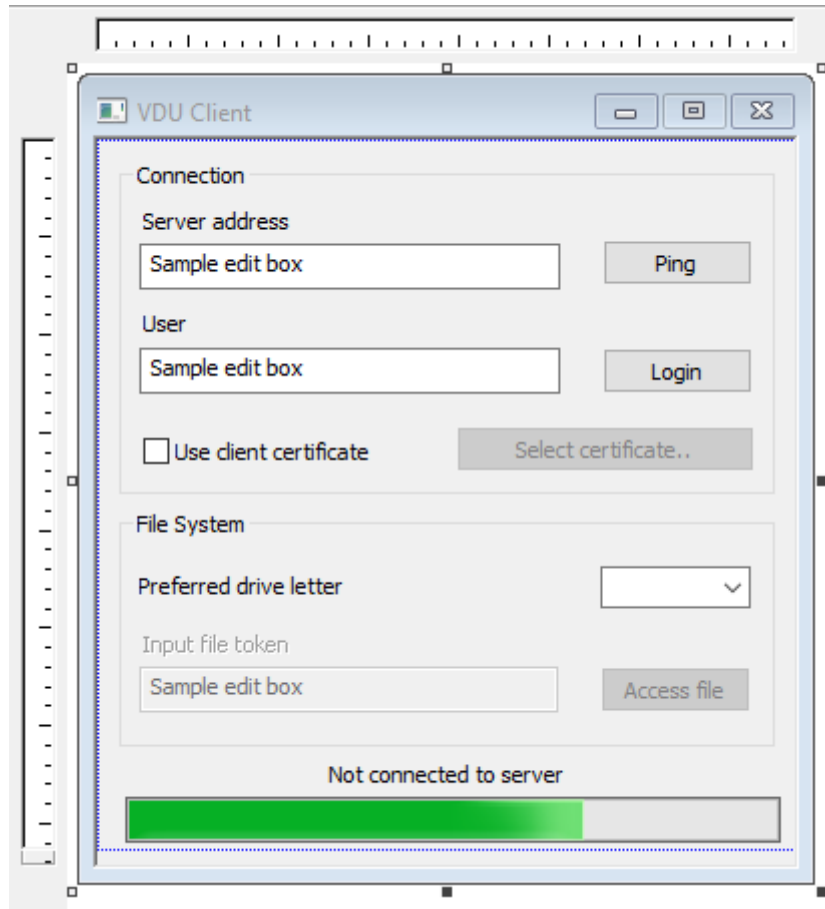 VDU Client
Connection
Server address
Sample edit box
Ping
User
Sample edit box
Login
Use client certificate
Select certificate..
File System
Preferred drive letter
Input file token
Sample edit box
Access file
Not connected to server